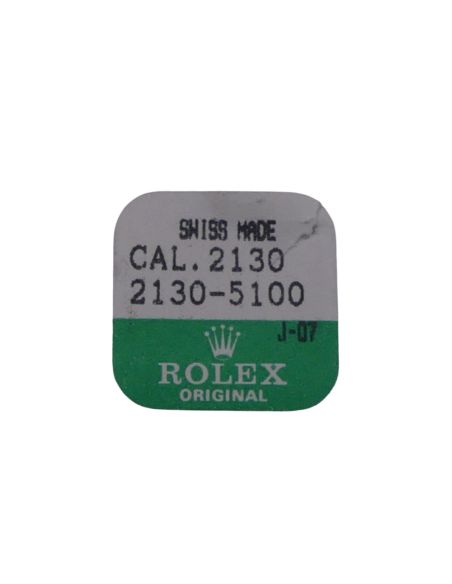 SWISS MADE
CAL.2130
2130-5100
J-07
ROLEX
ORIGINAL